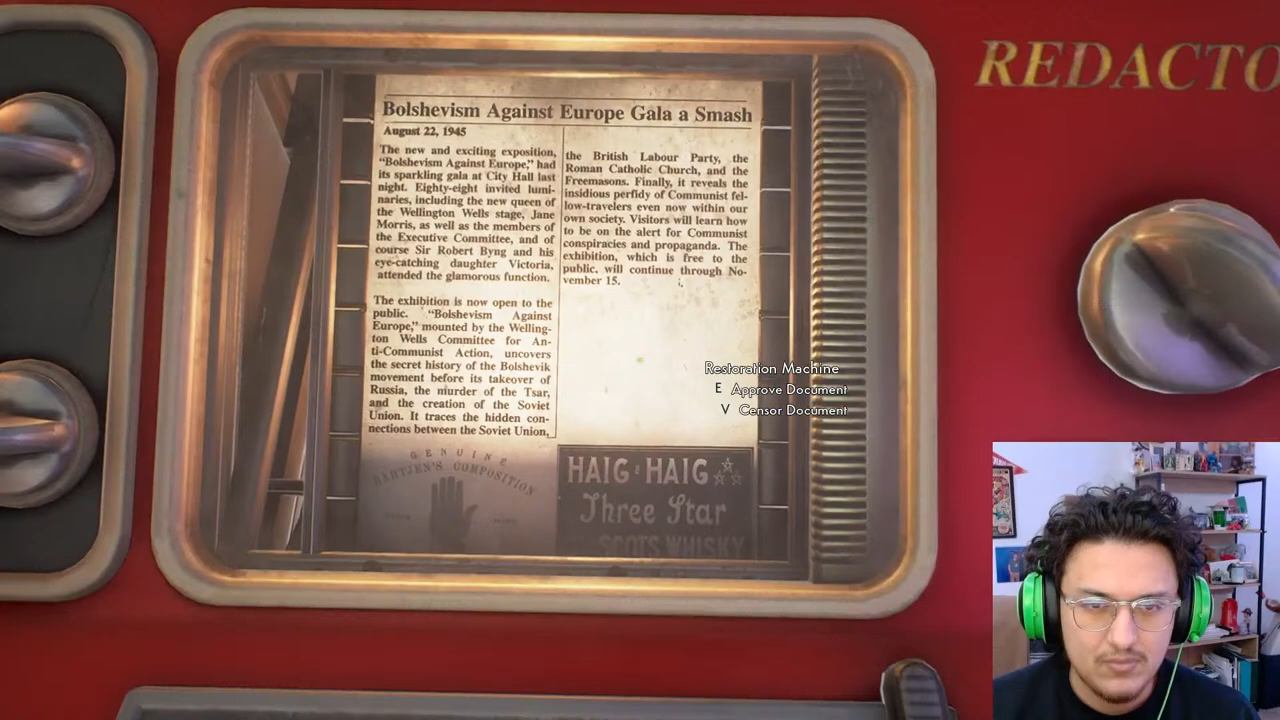 REDACTO
Bolshevism Against Europe Gala a Smash
August 22, 1945
The new and exciting exposition,
“Bolshevism Against Europe,” had
its sparkling gala at City Hall last
night. Eighty-eight invited lumi-
naries, including the new queen of
the Wellington Wells stage, Jane
Morris, as well as the members of
the Executive Committee, and of
course Sir Robert Byng and his
eye-catching daughter Victoria,
attended the glamorous function.
The exhibition is now open to the
public. “Bolshevism Against
Europe,” mounted by the Welling-
ton Wells Committee for An-
ti-Communist Action, uncovers
the secret history of the Bolshevik
movement before its takeover of
Russia, the murder of the Tsar,
and the creation of the Soviet
Union. It traces the hidden con-
nections between the Soviet Union,
the British Labour Party, the
Roman Catholic Church, and the
Freemasons. Finally, it reveals the
insidious perfidy of Communist fel-
low-travelers even now within our
own society. Visitors will learn how
to be on the alert for Communist
conspiracies and propaganda. The
exhibition, which is free to the
public, will continue through No-
vember 15.
Restoration Machine
E Approve Document
V Censor Document
GENUINE
COMPOSITION
HAIG & HAIG
Three Star
SCOTS WHISKY